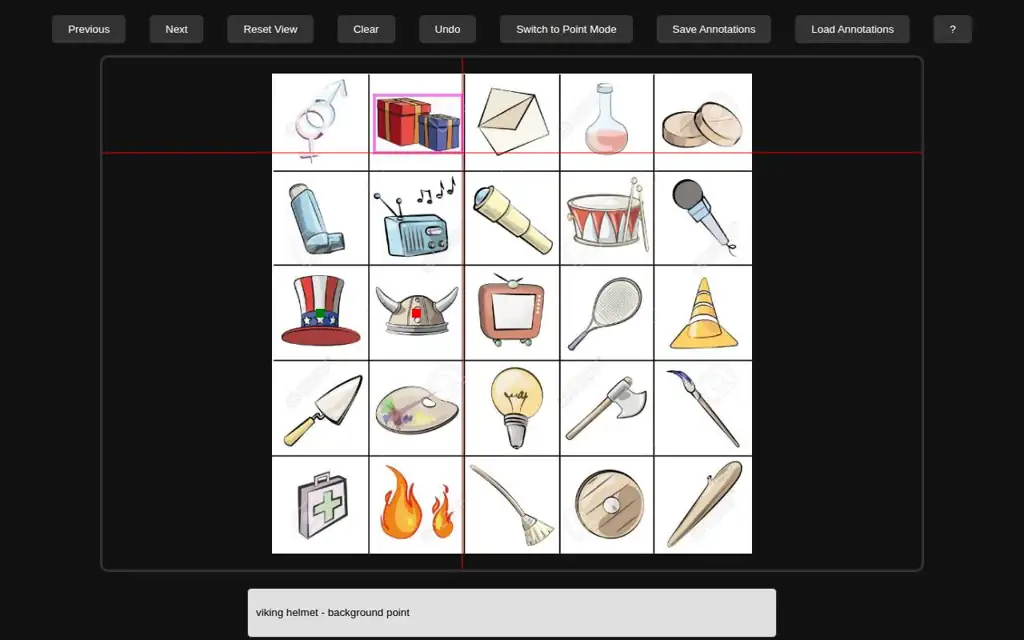 Previous
Next
Reset View
Clear
Undo
Switch to Point Mode
Save Annotations
Load Annotations
?
viking helmet - background point